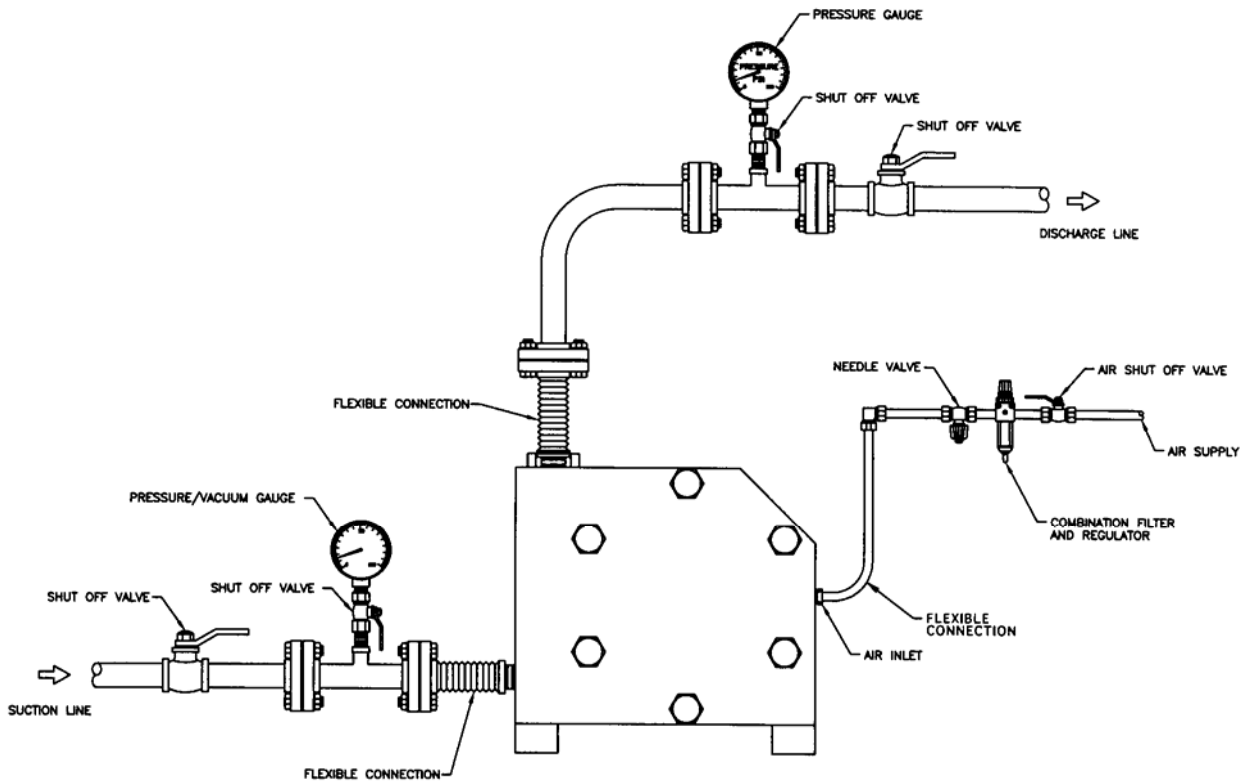 PRESSURE GAUGE
PRESSURE
PSI
SHUT OFF VALVE
SHUT OFF VALVE
DISCHARGE LINE
NEEDLE VALVE
AIR SHUT OFF VALVE
FLEXIBLE CONNECTION
AIR SUPPLY
PRESSURE/VACUUM GAUGE
COMBINATION FILTER
AND REGULATOR
SHUT OFF VALVE
SHUT OFF VALVE
FLEXIBLE
CONNECTION
AIR INLET
SUCTION LINE
FLEXIBLE CONNECTION